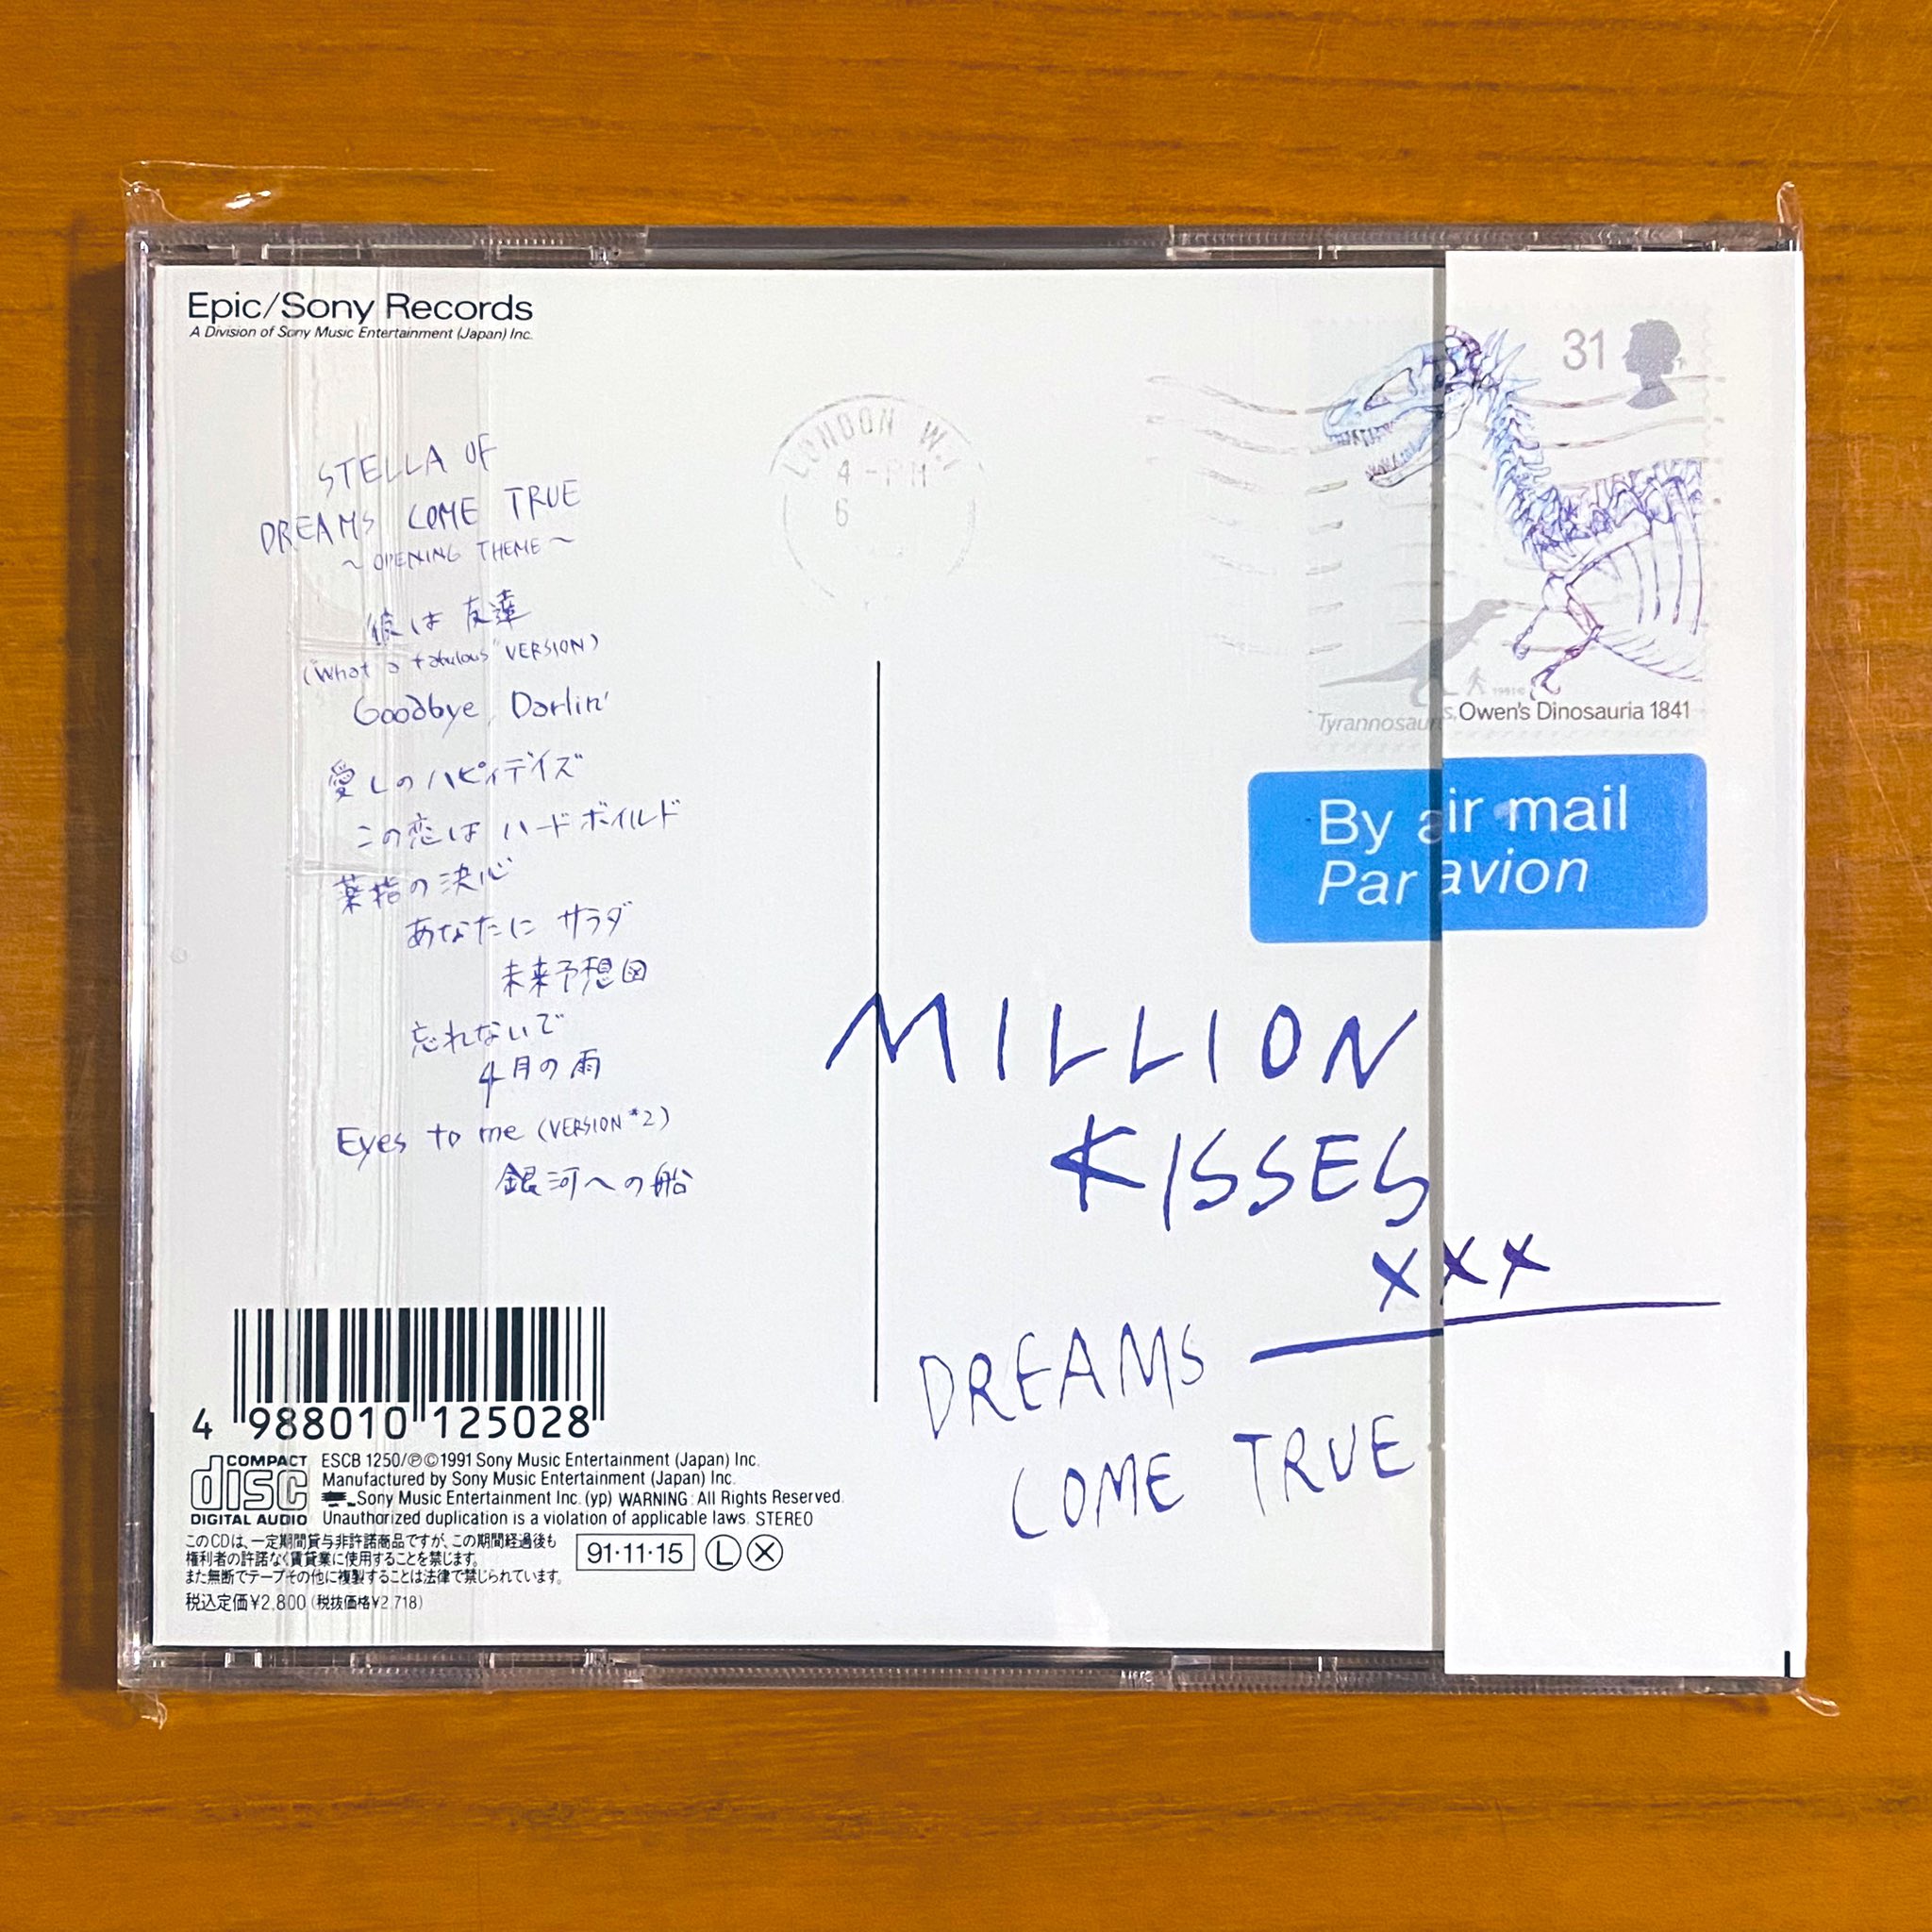 Epic/Sony Records
A Division of Sony Music Entertainment (Japan) Inc.
STELLA OF
DREAMS COME TRUE
～OPENING THEME～
彼は友達
("What a fabulous" VERSION)
Goodbye Darlin'
愛しのハピィデイズ
この恋はハードボイルド
薬指の決心
あなたにサラダ
未来予想図
忘れないで
4月の雨
Eyes to me (VERSION *2)
銀河への船
4 988010 125028
COMPACT
disc
DIGITAL AUDIO
ESCB 1250/℗©1991 Sony Music Entertainment (Japan) Inc.
Manufactured by Sony Music Entertainment (Japan) Inc.
Sony Music Entertainment Inc. (yp) WARNING: All Rights Reserved.
Unauthorized duplication is a violation of applicable laws. STEREO
このCDは、一定期間貸与非許諾商品ですが、この期間経過後も
権利者の許諾なく賃貸業に使用することを禁じます。
また無断でテープその他に複製することは法律で禁じられています。
91·11·15 Ⓛ Ⓧ
税込定価¥2,800(税抜価格¥2,718)
LONDON W.1
4-PM
6
31
1991
Tyrannosaurus, Owen's Dinosauria 1841
By air mail
Par avion
MILLION
KISSES
xxx
DREAMS
COME TRUE